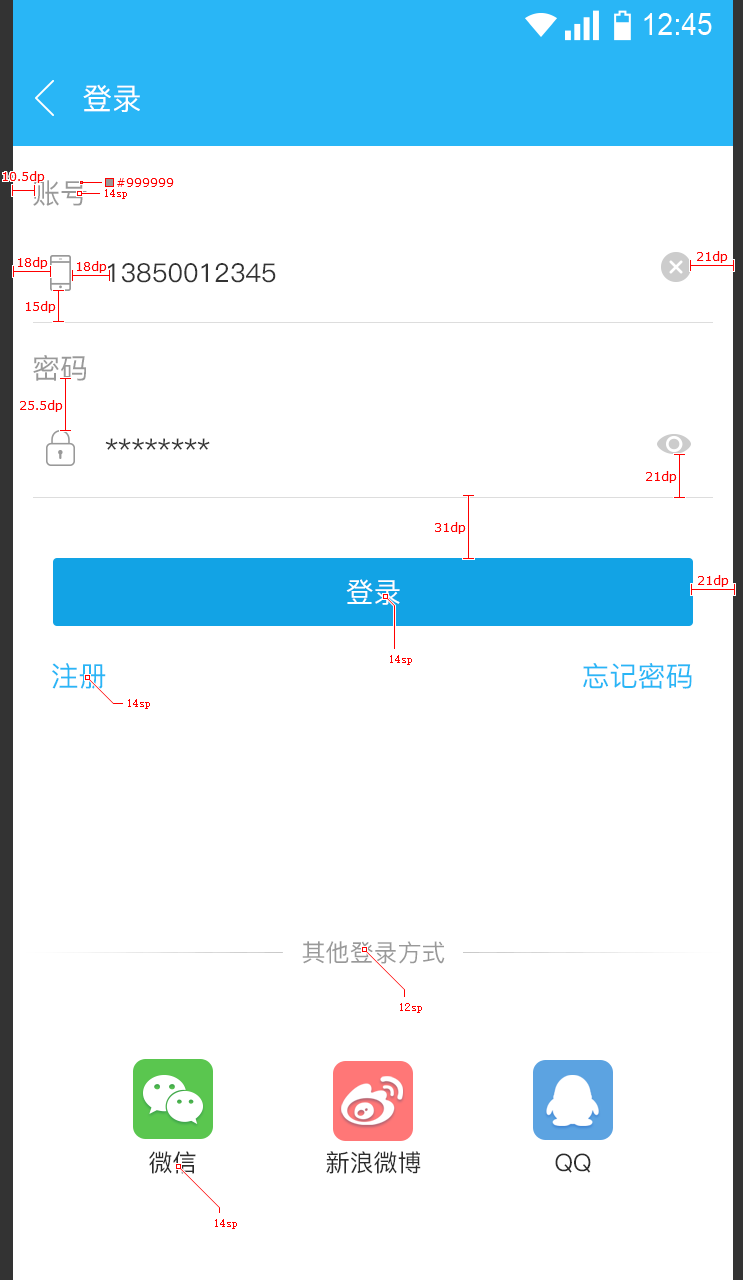 12:45
登录
10.5dp
#999999
账号
14sp
18dp
18dp
13850012345
21dp
15dp
密码
25.5dp
********
21dp
31dp
登录
21dp
14sp
注册
忘记密码
14sp
其他登录方式
12sp
微信
新浪微博
QQ
14sp